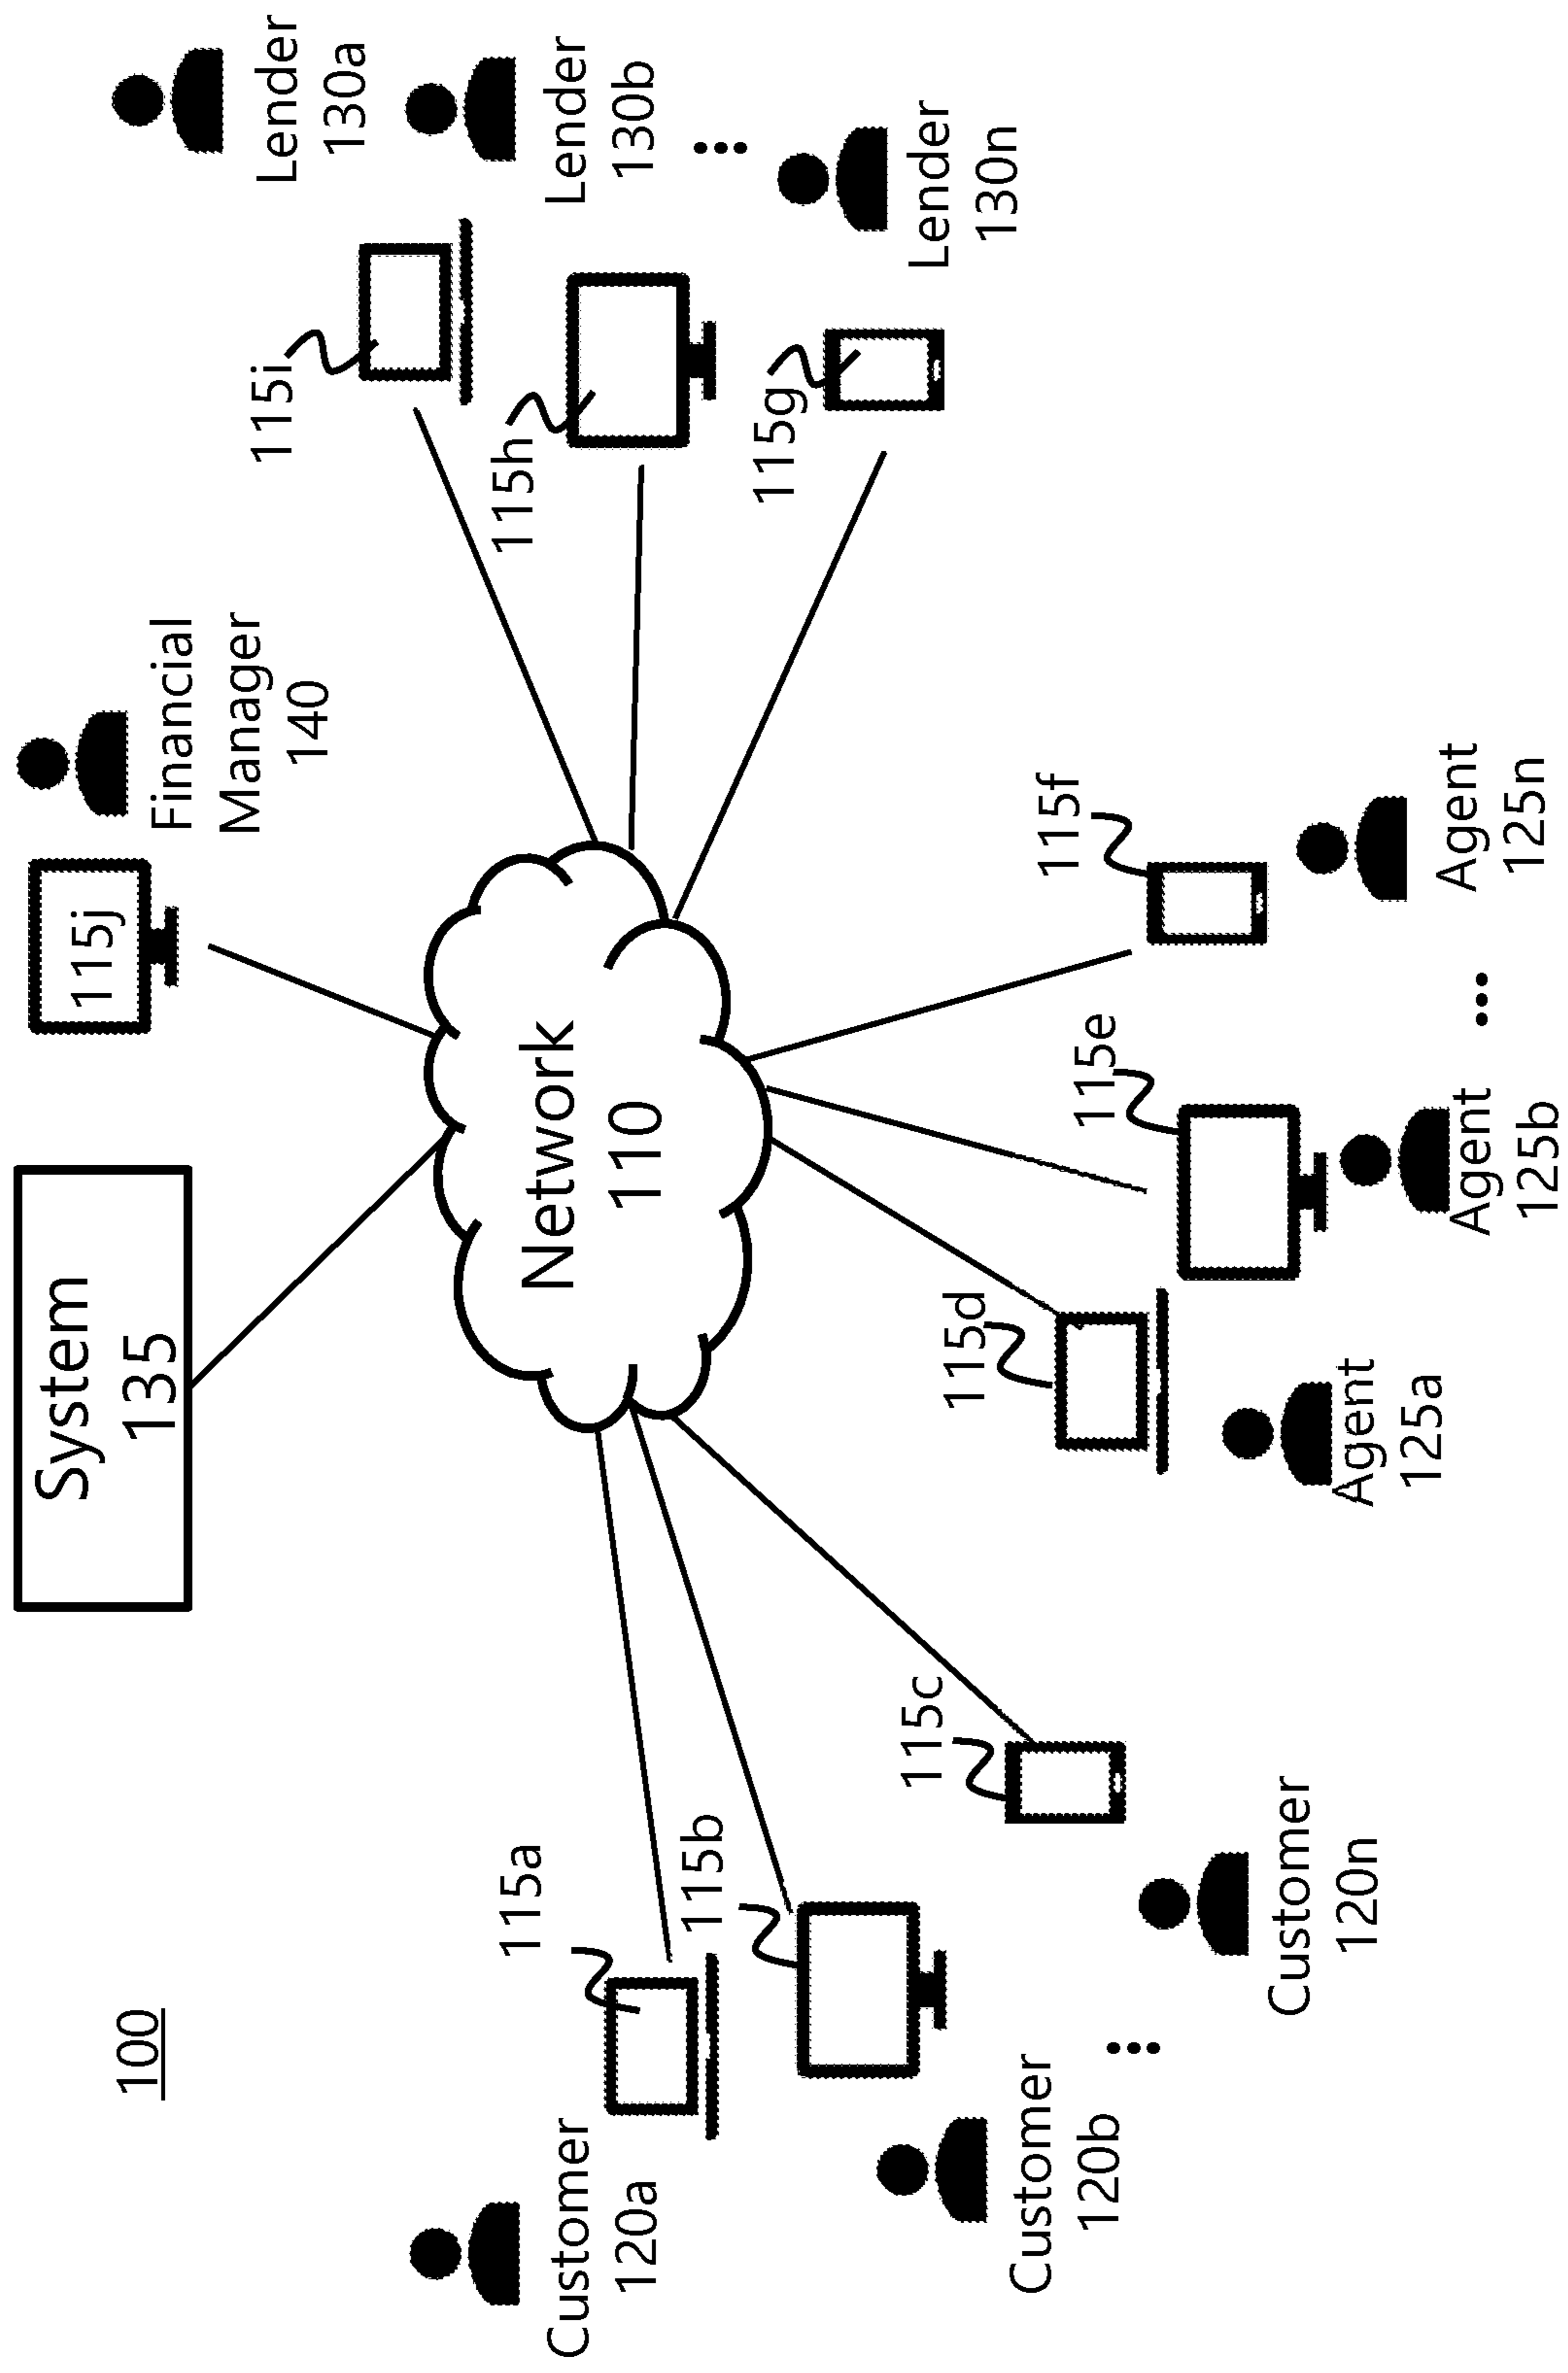 100
System
135
115j
Financial
Manager
140
Lender
130a
115i
Lender
130b
115h
Lender
130n
115g
Network
110
Customer
120a
115a
115b
Customer
120b
115c
Customer
120n
115d
Agent
125a
115e
Agent
125b
115f
Agent
125n